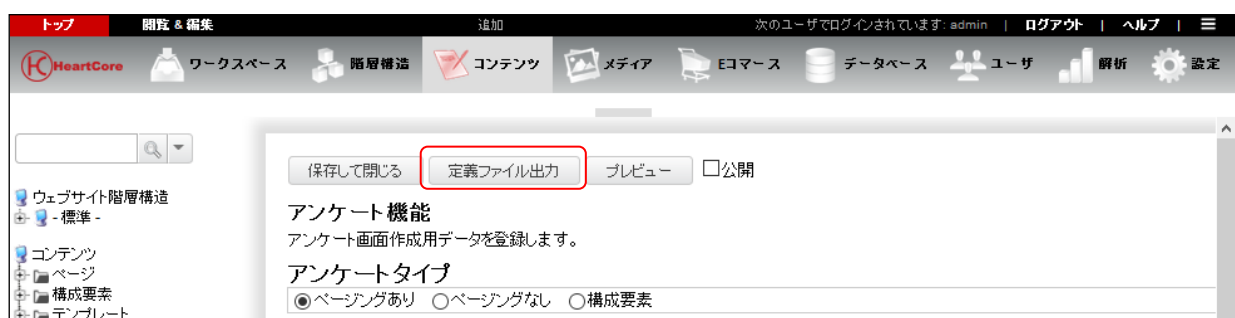 トップ 閲覧 & 編集 追加 次のユーザでログインされています: admin | ログアウト | ヘルプ |
HeartCore ワークスペース 階層構造 コンテンツ メディア Eコマース データベース ユーザ 解析 設定
保存して閉じる 定義ファイル出力 プレビュー 公開
ウェブサイト階層構造
- 標準 -
アンケート機能
アンケート画面作成用データを登録します。
コンテンツ
ページ
構成要素
テンプレート
アンケートタイプ
ページングあり ページングなし 構成要素